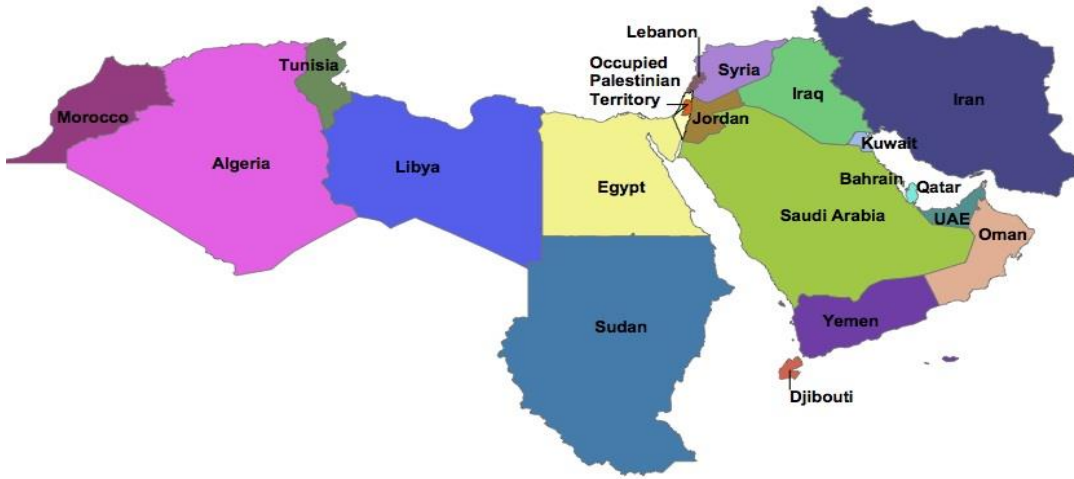 Lebanon
Occupied
Palestinian
Territory
Syria
Tunisia
Iraq
Iran
Morocco
Jordan
Kuwait
Algeria
Libya
Egypt
Bahrain
Qatar
Saudi Arabia
UAE
Oman
Sudan
Yemen
Djibouti